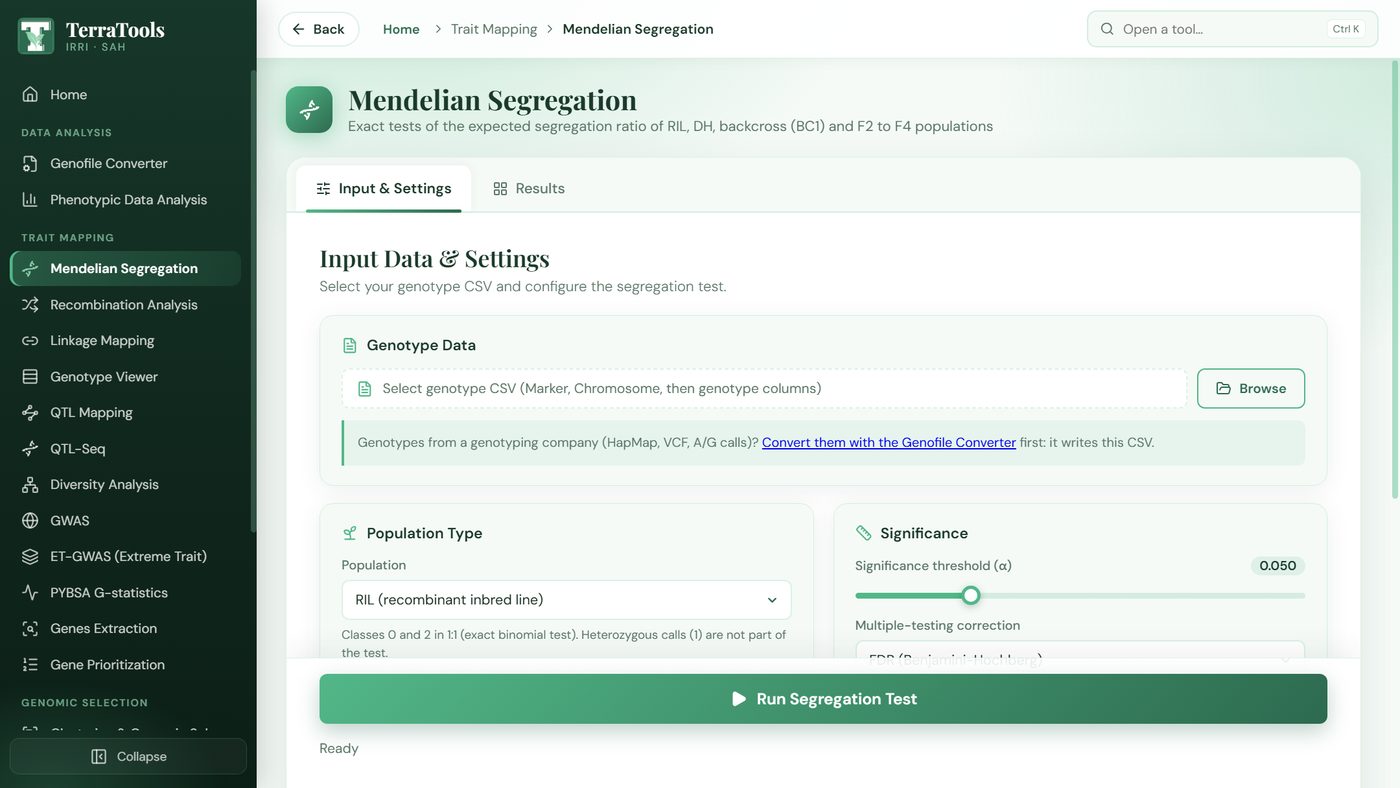 TerraTools
IRRI · SAH
Home
DATA ANALYSIS
Genofile Converter
Phenotypic Data Analysis
TRAIT MAPPING
Mendelian Segregation
Recombination Analysis
Linkage Mapping
Genotype Viewer
QTL Mapping
QTL-Seq
Diversity Analysis
GWAS
ET-GWAS (Extreme Trait)
PYBSA G-statistics
Genes Extraction
Gene Prioritization
GENOMIC SELECTION
Collapse
Back
Home > Trait Mapping > Mendelian Segregation
Open a tool...
Ctrl K
Mendelian Segregation
Exact tests of the expected segregation ratio of RIL, DH, backcross (BC1) and F2 to F4 populations
Input & Settings
Results
Input Data & Settings
Select your genotype CSV and configure the segregation test.
Genotype Data
Select genotype CSV (Marker, Chromosome, then genotype columns)
Browse
Genotypes from a genotyping company (HapMap, VCF, A/G calls)? Convert them with the Genofile Converter first: it writes this CSV.
Population Type
Population
RIL (recombinant inbred line)
Classes 0 and 2 in 1:1 (exact binomial test). Heterozygous calls (1) are not part of
the test.
Significance
Significance threshold (α)
0.050
Multiple-testing correction
FDR (Benjamini-Hochberg)
Run Segregation Test
Ready